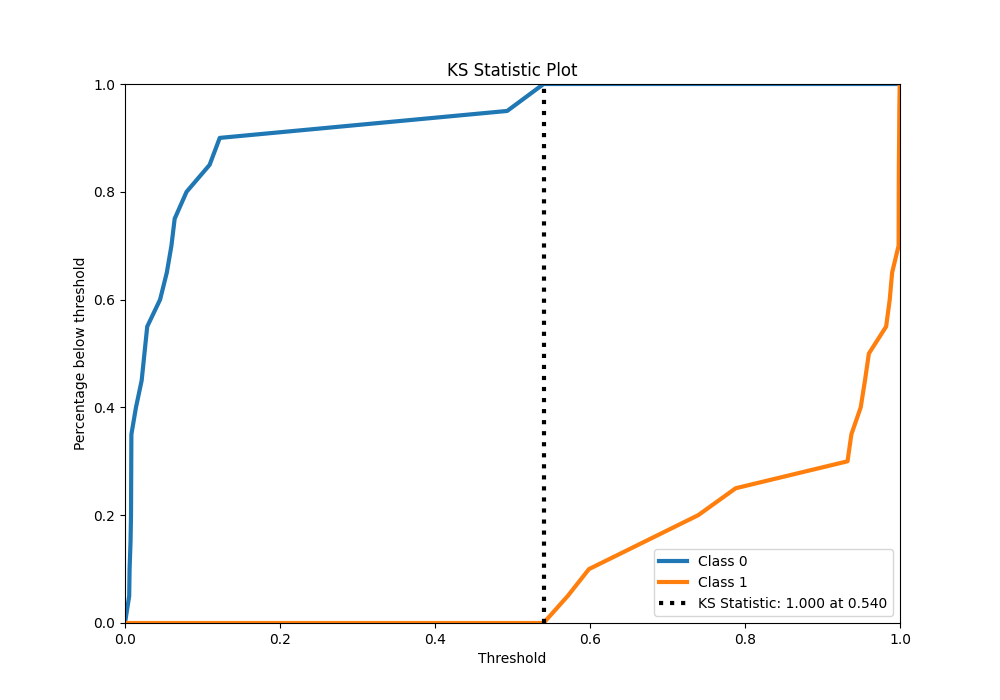 KS Statistic Plot
1.0
0.8
0.6
0.4
0.2
0.0
Percentage below threshold
0.0 0.2 0.4 0.6 0.8 1.0
Threshold
Class 0
Class 1
KS Statistic: 1.000 at 0.540